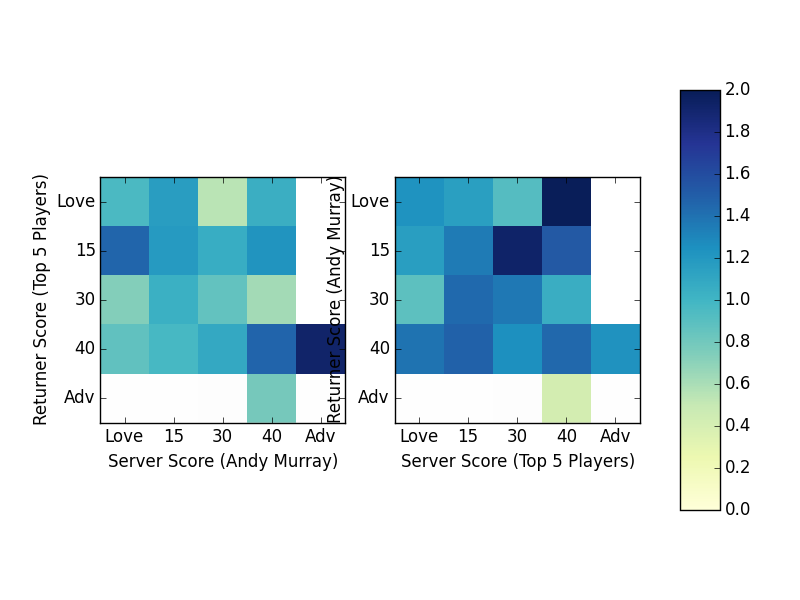 Returner Score (Top 5 Players)
Love
15
30
40
Adv
Love 15 30 40 Adv
Server Score (Andy Murray)
Returner Score (Andy Murray)
Love
15
30
40
Adv
Love 15 30 40 Adv
Server Score (Top 5 Players)
2.0
1.8
1.6
1.4
1.2
1.0
0.8
0.6
0.4
0.2
0.0